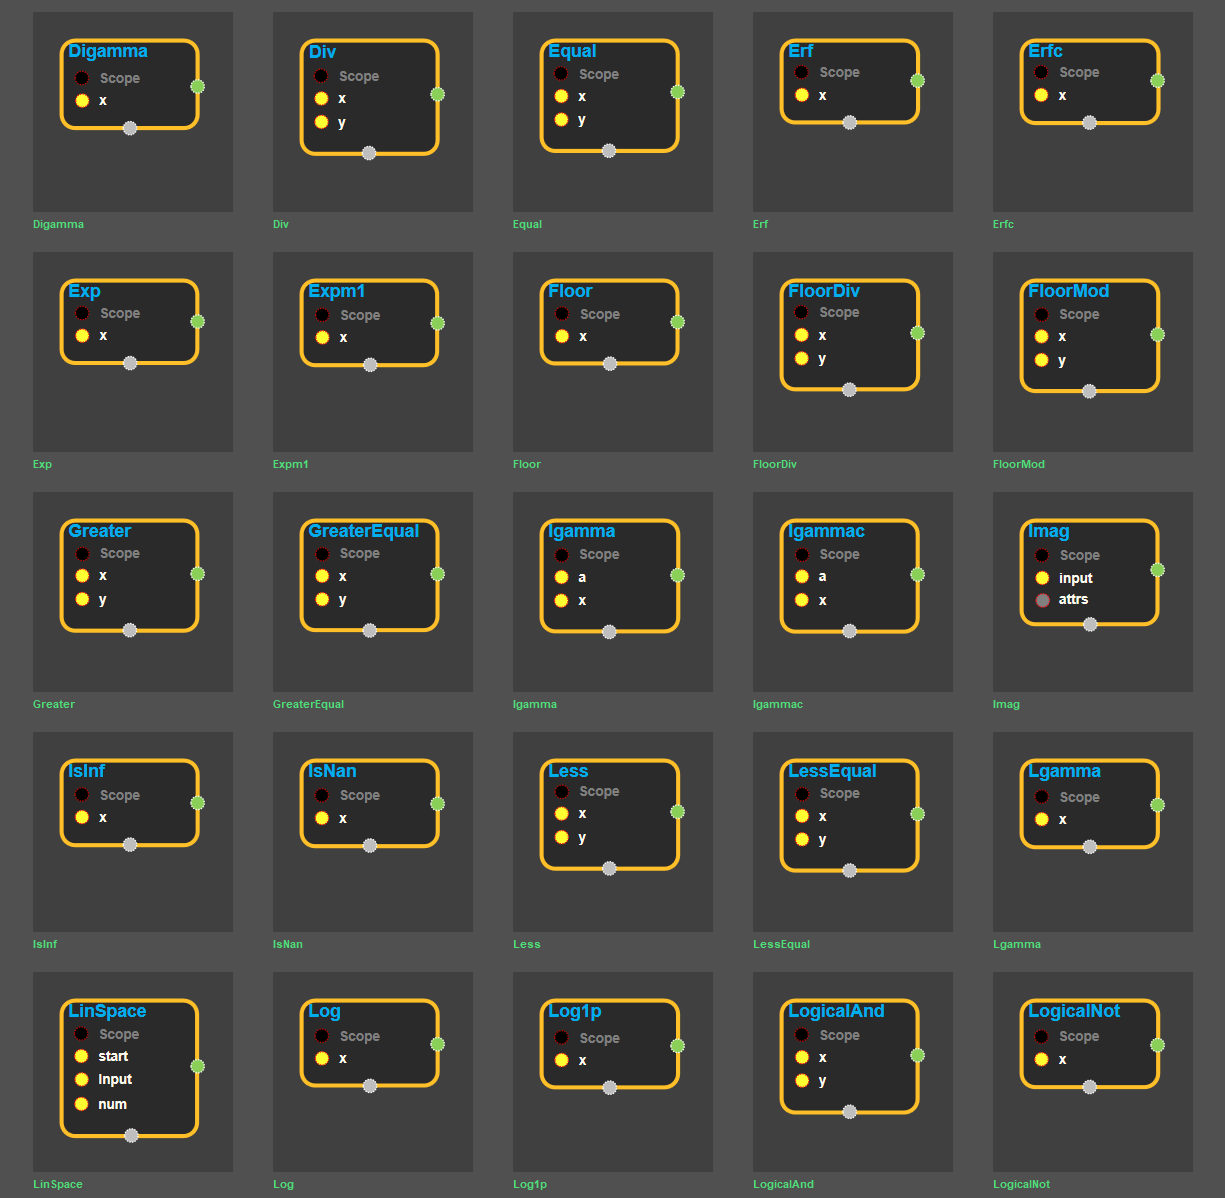 Digamma
Scope
x
Digamma
Div
Scope
x
y
Div
Equal
Scope
x
y
Equal
Erf
Scope
x
Erf
Erfc
Scope
x
Erfc
Exp
Scope
x
Exp
Expm1
Scope
x
Expm1
Floor
Scope
x
Floor
FloorDiv
Scope
x
y
FloorDiv
FloorMod
Scope
x
y
FloorMod
Greater
Scope
x
y
Greater
GreaterEqual
Scope
x
y
GreaterEqual
Igamma
Scope
a
x
Igamma
Igammac
Scope
a
x
Igammac
Imag
Scope
input
attrs
Imag
IsInf
Scope
x
IsInf
IsNan
Scope
x
IsNan
Less
Scope
x
y
Less
LessEqual
Scope
x
y
LessEqual
Lgamma
Scope
x
Lgamma
LinSpace
Scope
start
input
num
LinSpace
Log
Scope
x
Log
Log1p
Scope
x
Log1p
LogicalAnd
Scope
x
y
LogicalAnd
LogicalNot
Scope
x
LogicalNot